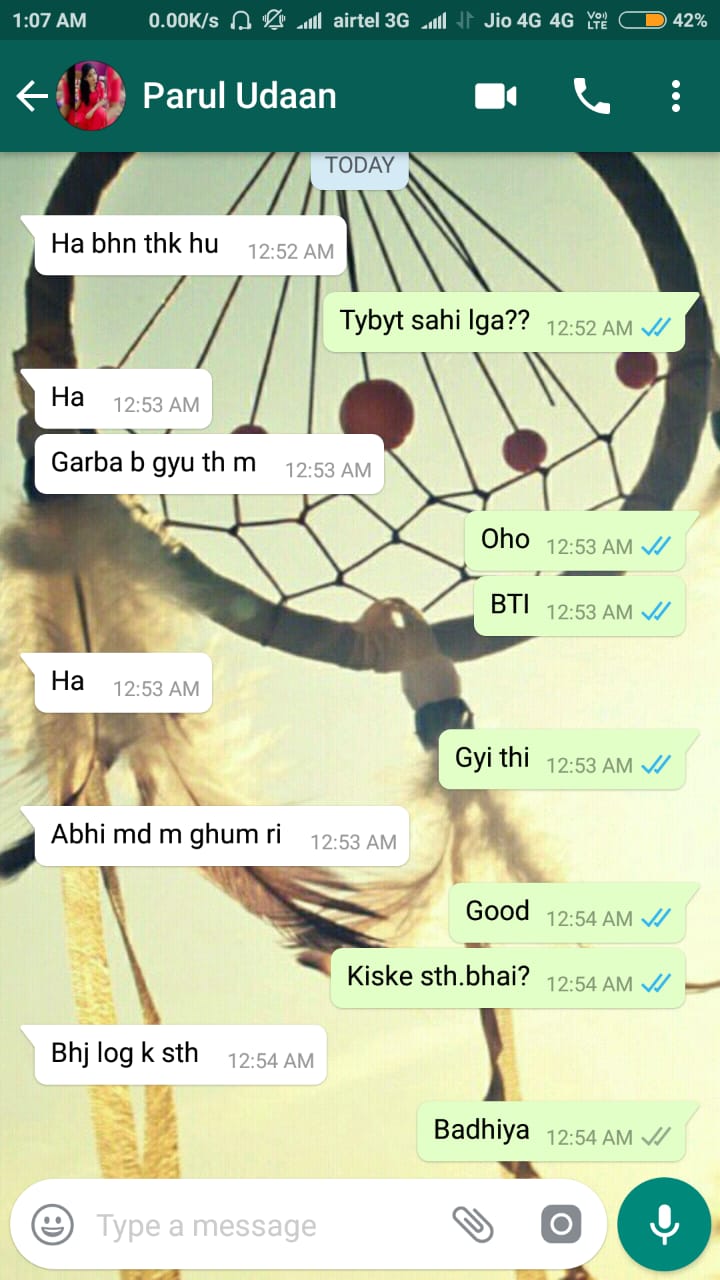 1:07 AM 0.00K/s airtel 3G Jio 4G 4G Vo)) LTE 42%
Parul Udaan
TODAY
Ha bhn thk hu 12:52 AM
Tybyt sahi lga?? 12:52 AM
Ha 12:53 AM
Garba b gyu th m 12:53 AM
Oho 12:53 AM
BTI 12:53 AM
Ha 12:53 AM
Gyi thi 12:53 AM
Abhi md m ghum ri 12:53 AM
Good 12:54 AM
Kiske sth.bhai? 12:54 AM
Bhj log k sth 12:54 AM
Badhiya 12:54 AM
Type a message